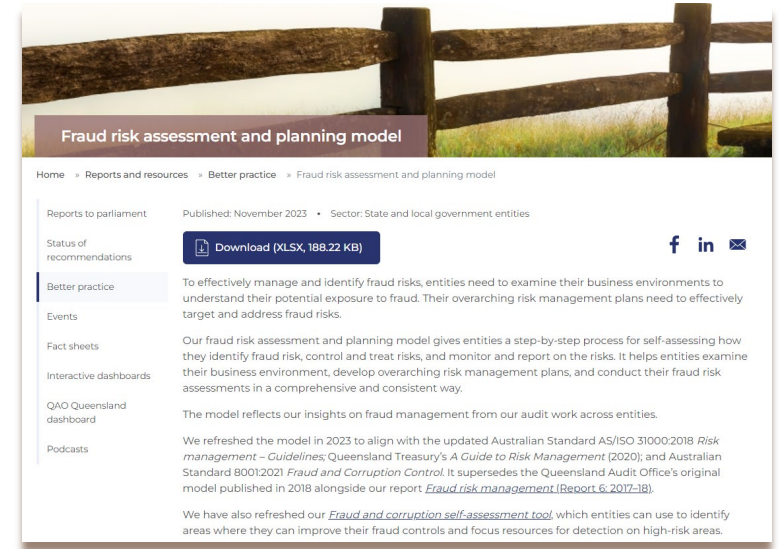 Fraud risk assessment and planning model
Home » Reports and resources » Better practice » Fraud risk assessment and planning model
Reports to parliament
Status of
recommendations
Better practice
Events
Fact sheets
Interactive dashboards
QAO Queensland
dashboard
Podcasts
Published: November 2023 • Sector: State and local government entities
Download (XLSX, 188.22 KB)
f in
To effectively manage and identify fraud risks, entities need to examine their business environments to
understand their potential exposure to fraud. Their overarching risk management plans need to effectively
target and address fraud risks.
Our fraud risk assessment and planning model gives entities a step-by-step process for self-assessing how
they identify fraud risk, control and treat risks, and monitor and report on the risks. It helps entities examine
their business environment, develop overarching risk management plans, and conduct their fraud risk
assessments in a comprehensive and consistent way.
The model reflects our insights on fraud management from our audit work across entities.
We refreshed the model in 2023 to align with the updated Australian Standard AS/ISO 31000:2018 Risk
management – Guidelines; Queensland Treasury's A Guide to Risk Management (2020); and Australian
Standard 8001:2021 Fraud and Corruption Control. It supersedes the Queensland Audit Office's original
model published in 2018 alongside our report Fraud risk management (Report 6: 2017–18).
We have also refreshed our Fraud and corruption self-assessment tool, which entities can use to identify
areas where they can improve their fraud controls and focus resources for detection on high-risk areas.